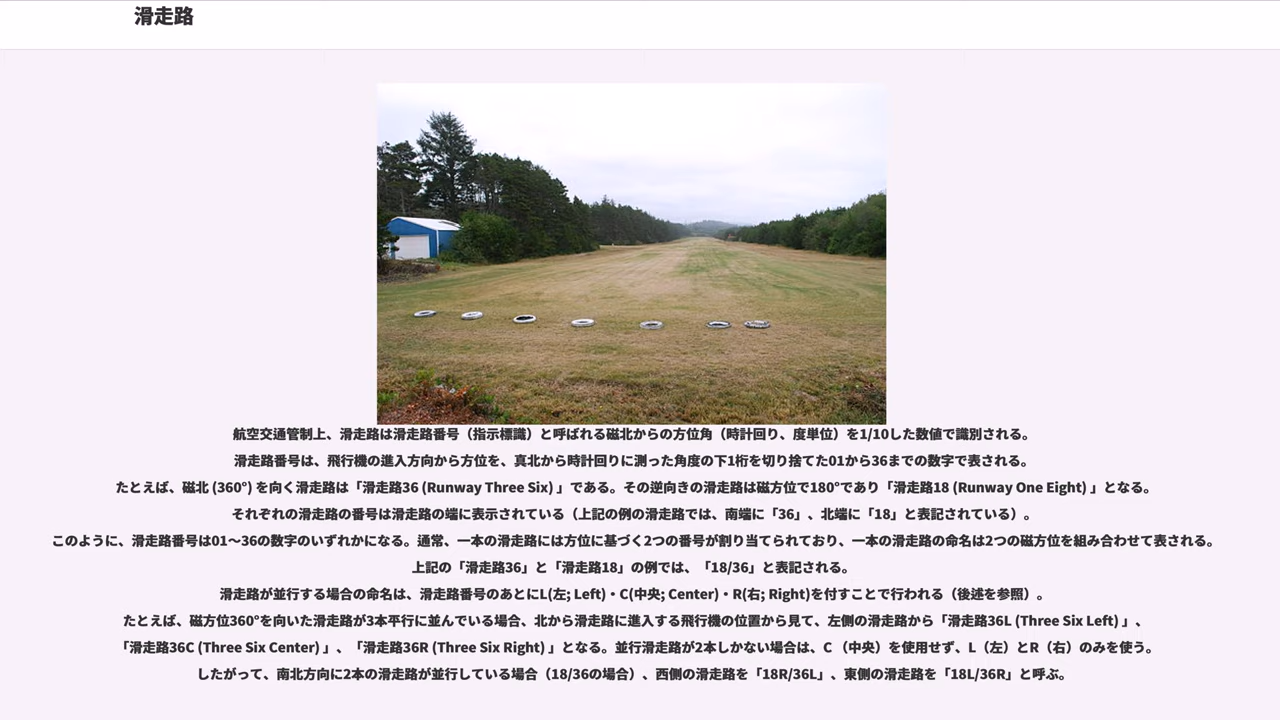 滑走路
航空交通管制上、滑走路は滑走路番号（指示標識）と呼ばれる磁北からの方位角（時計回り、度単位）を1/10した数値で識別される。
滑走路番号は、飛行機の進入方向から方位を、真北から時計回りに測った角度の下1桁を切り捨てた01から36までの数字で表される。
たとえば、磁北 (360°) を向く滑走路は「滑走路36 (Runway Three Six) 」である。その逆向きの滑走路は磁方位で180°であり「滑走路18 (Runway One Eight) 」となる。
それぞれの滑走路の番号は滑走路の端に表示されている（上記の例の滑走路では、南端に「36」、北端に「18」と表記されている）。
このように、滑走路番号は01〜36の数字のいずれかになる。通常、一本の滑走路には方位に基づく2つの番号が割り当てられており、一本の滑走路の命名は2つの磁方位を組み合わせて表される。
上記の「滑走路36」と「滑走路18」の例では、「18/36」と表記される。
滑走路が並行する場合の命名は、滑走路番号のあとにL(左; Left)・C(中央; Center)・R(右; Right)を付すことで行われる（後述を参照）。
たとえば、磁方位360°を向いた滑走路が3本平行に並んでいる場合、北から滑走路に進入する飛行機の位置から見て、左側の滑走路から「滑走路36L (Three Six Left) 」、
「滑走路36C (Three Six Center) 」、「滑走路36R (Three Six Right) 」となる。並行滑走路が2本しかない場合は、C （中央）を使用せず、L（左）とR（右）のみを使う。
したがって、南北方向に2本の滑走路が並行している場合（18/36の場合）、西側の滑走路を「18R/36L」、東側の滑走路を「18L/36R」と呼ぶ。